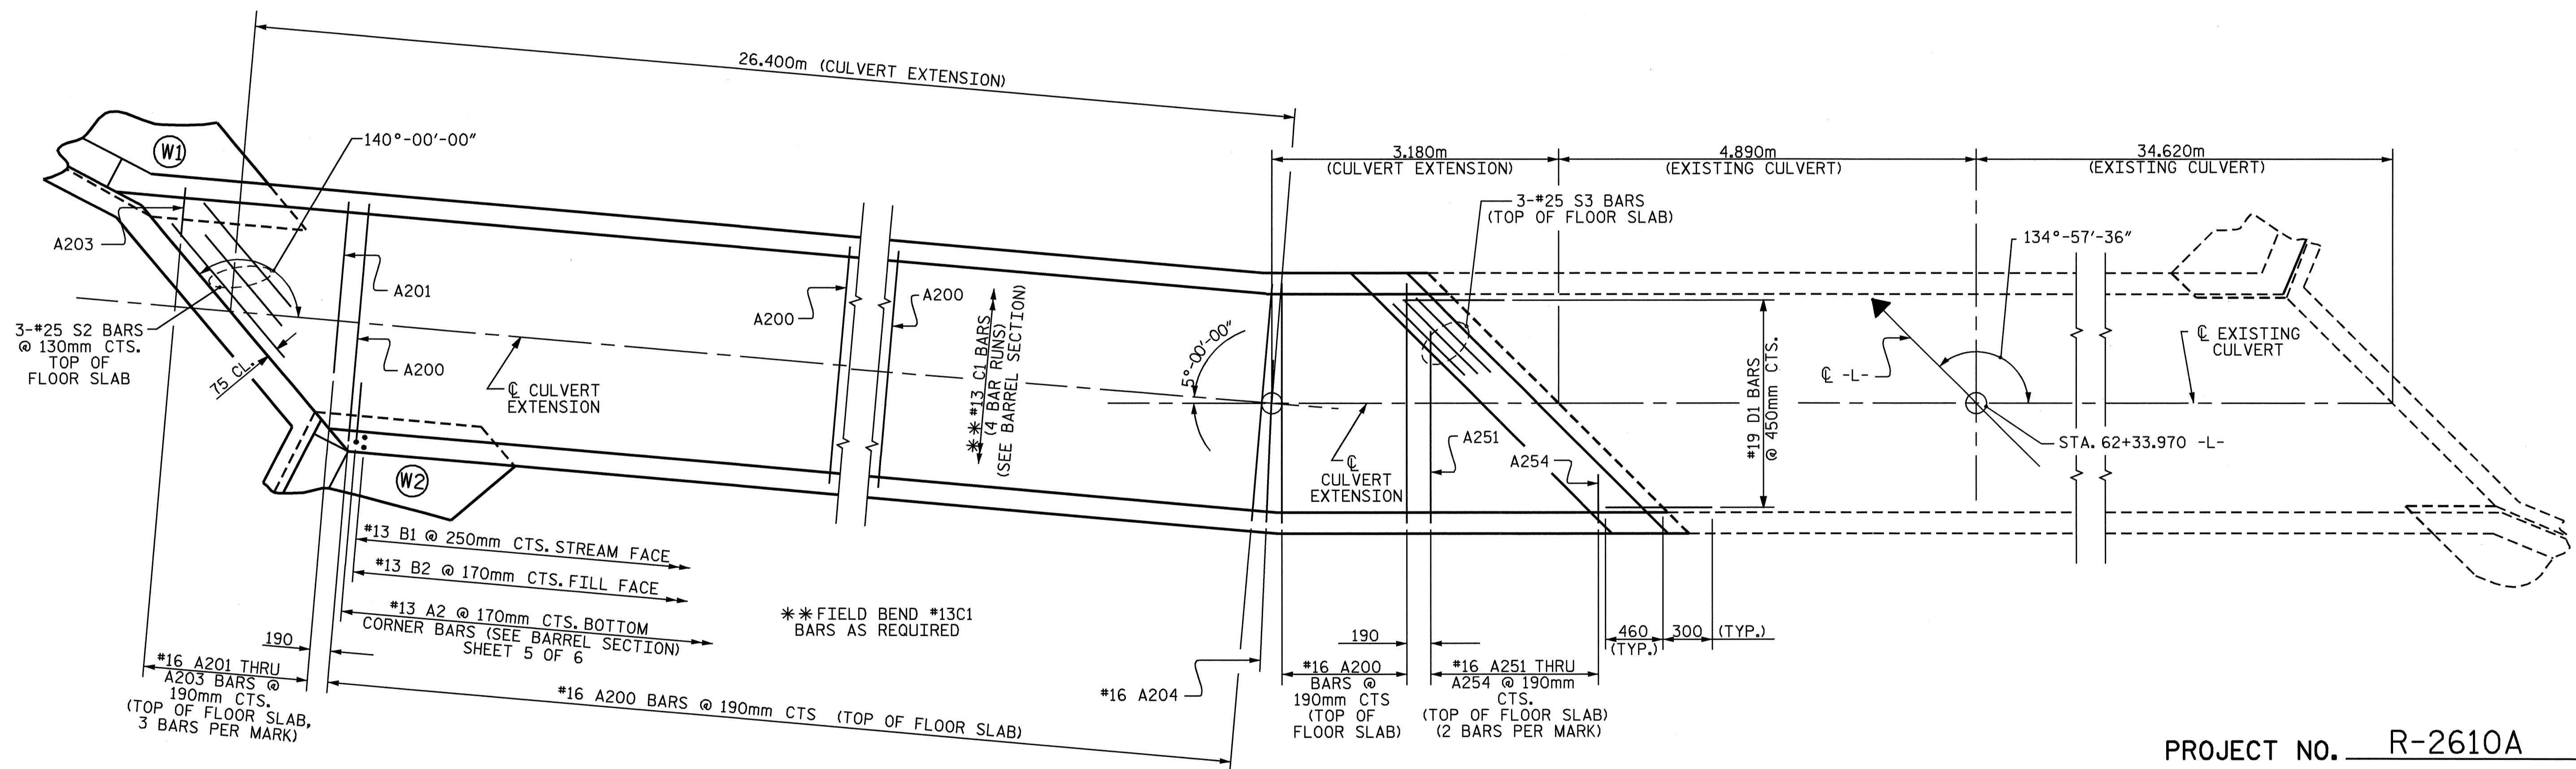 26.400m (CULVERT EXTENSION)
W1
140°-00'-00"
3.180m
(CULVERT EXTENSION)
4.890m
(EXISTING CULVERT)
34.620m
(EXISTING CULVERT)
3-#25 S3 BARS
(TOP OF FLOOR SLAB)
A203
A201
A200
A200
134°-57'-36"
3-#25 S2 BARS
@ 130mm CTS.
TOP OF
FLOOR SLAB
75 CL.
A200
℄ CULVERT
EXTENSION
**#13 C1 BARS
(4 BAR RUNS)
(SEE BARREL SECTION)
5°-00'-00"
℄
CULVERT
EXTENSION
A251
A254
#19 D1 BARS
@ 450mm CTS.
℄ -L-
℄ EXISTING
CULVERT
STA. 62+33.970 -L-
W2
#13 B1 @ 250mm CTS. STREAM FACE
#13 B2 @ 170mm CTS. FILL FACE
#13 A2 @ 170mm CTS. BOTTOM
CORNER BARS (SEE BARREL SECTION)
SHEET 5 OF 6
**FIELD BEND #13C1
BARS AS REQUIRED
190
#16 A201 THRU
A203 BARS @
190mm CTS.
(TOP OF FLOOR SLAB,
3 BARS PER MARK)
#16 A200 BARS @ 190mm CTS (TOP OF FLOOR SLAB)
#16 A204
190
#16 A200
BARS @
190mm CTS
(TOP OF
FLOOR SLAB)
#16 A251 THRU
A254 @ 190mm
CTS.
(TOP OF FLOOR SLAB)
(2 BARS PER MARK)
460
(TYP.)
300 (TYP.)
PROJECT NO. R-2610A